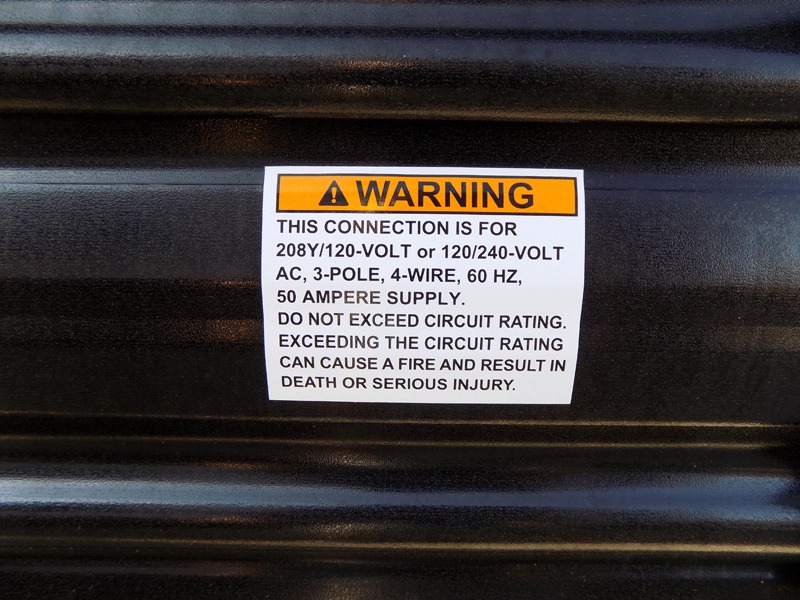 WARNING
THIS CONNECTION IS FOR
208Y/120-VOLT or 120/240-VOLT
AC, 3-POLE, 4-WIRE, 60 HZ,
50 AMPERE SUPPLY.
DO NOT EXCEED CIRCUIT RATING.
EXCEEDING THE CIRCUIT RATING
CAN CAUSE A FIRE AND RESULT IN
DEATH OR SERIOUS INJURY.